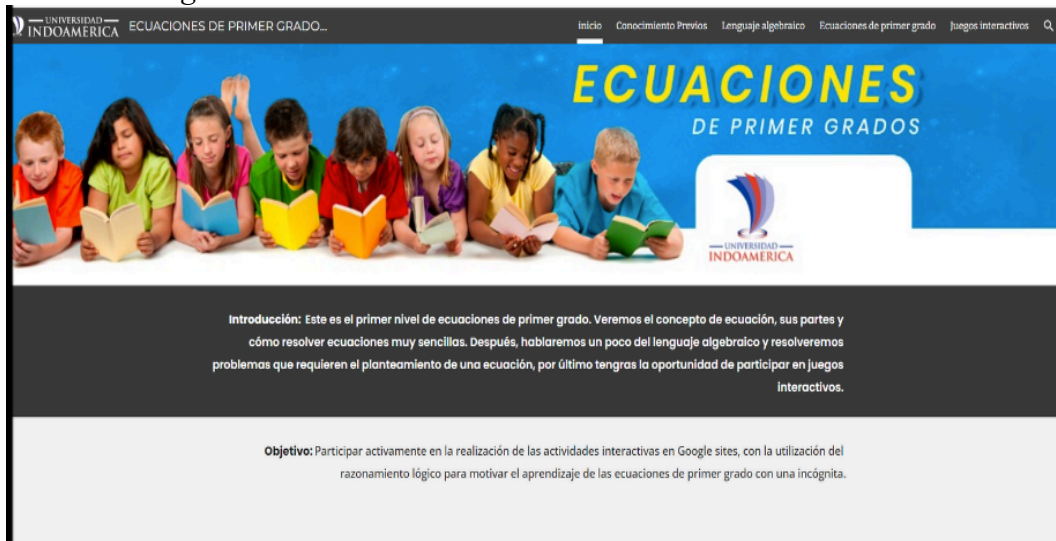 UNIVERSIDAD
INDOAMÉRICA
ECUACIONES DE PRIMER GRADO...
inicio
Conocimiento Previos
Lenguaje algebraico
Ecuaciones de primer grado
Juegos interactivos
ECUACIONES
DE PRIMER GRADOS
UNIVERSIDAD
INDOAMÉRICA
Introducción: Este es el primer nivel de ecuaciones de primer grado. Veremos el concepto de ecuación, sus partes y
cómo resolver ecuaciones muy sencillas. Después, hablaremos un poco del lenguaje algebraico y resolveremos
problemas que requieren el planteamiento de una ecuación, por último tengras la oportunidad de participar en juegos
interactivos.
Objetivo: Participar activamente en la realización de las actividades interactivas en Google sites, con la utilización del
razonamiento lógico para motivar el aprendizaje de las ecuaciones de primer grado con una incógnita.